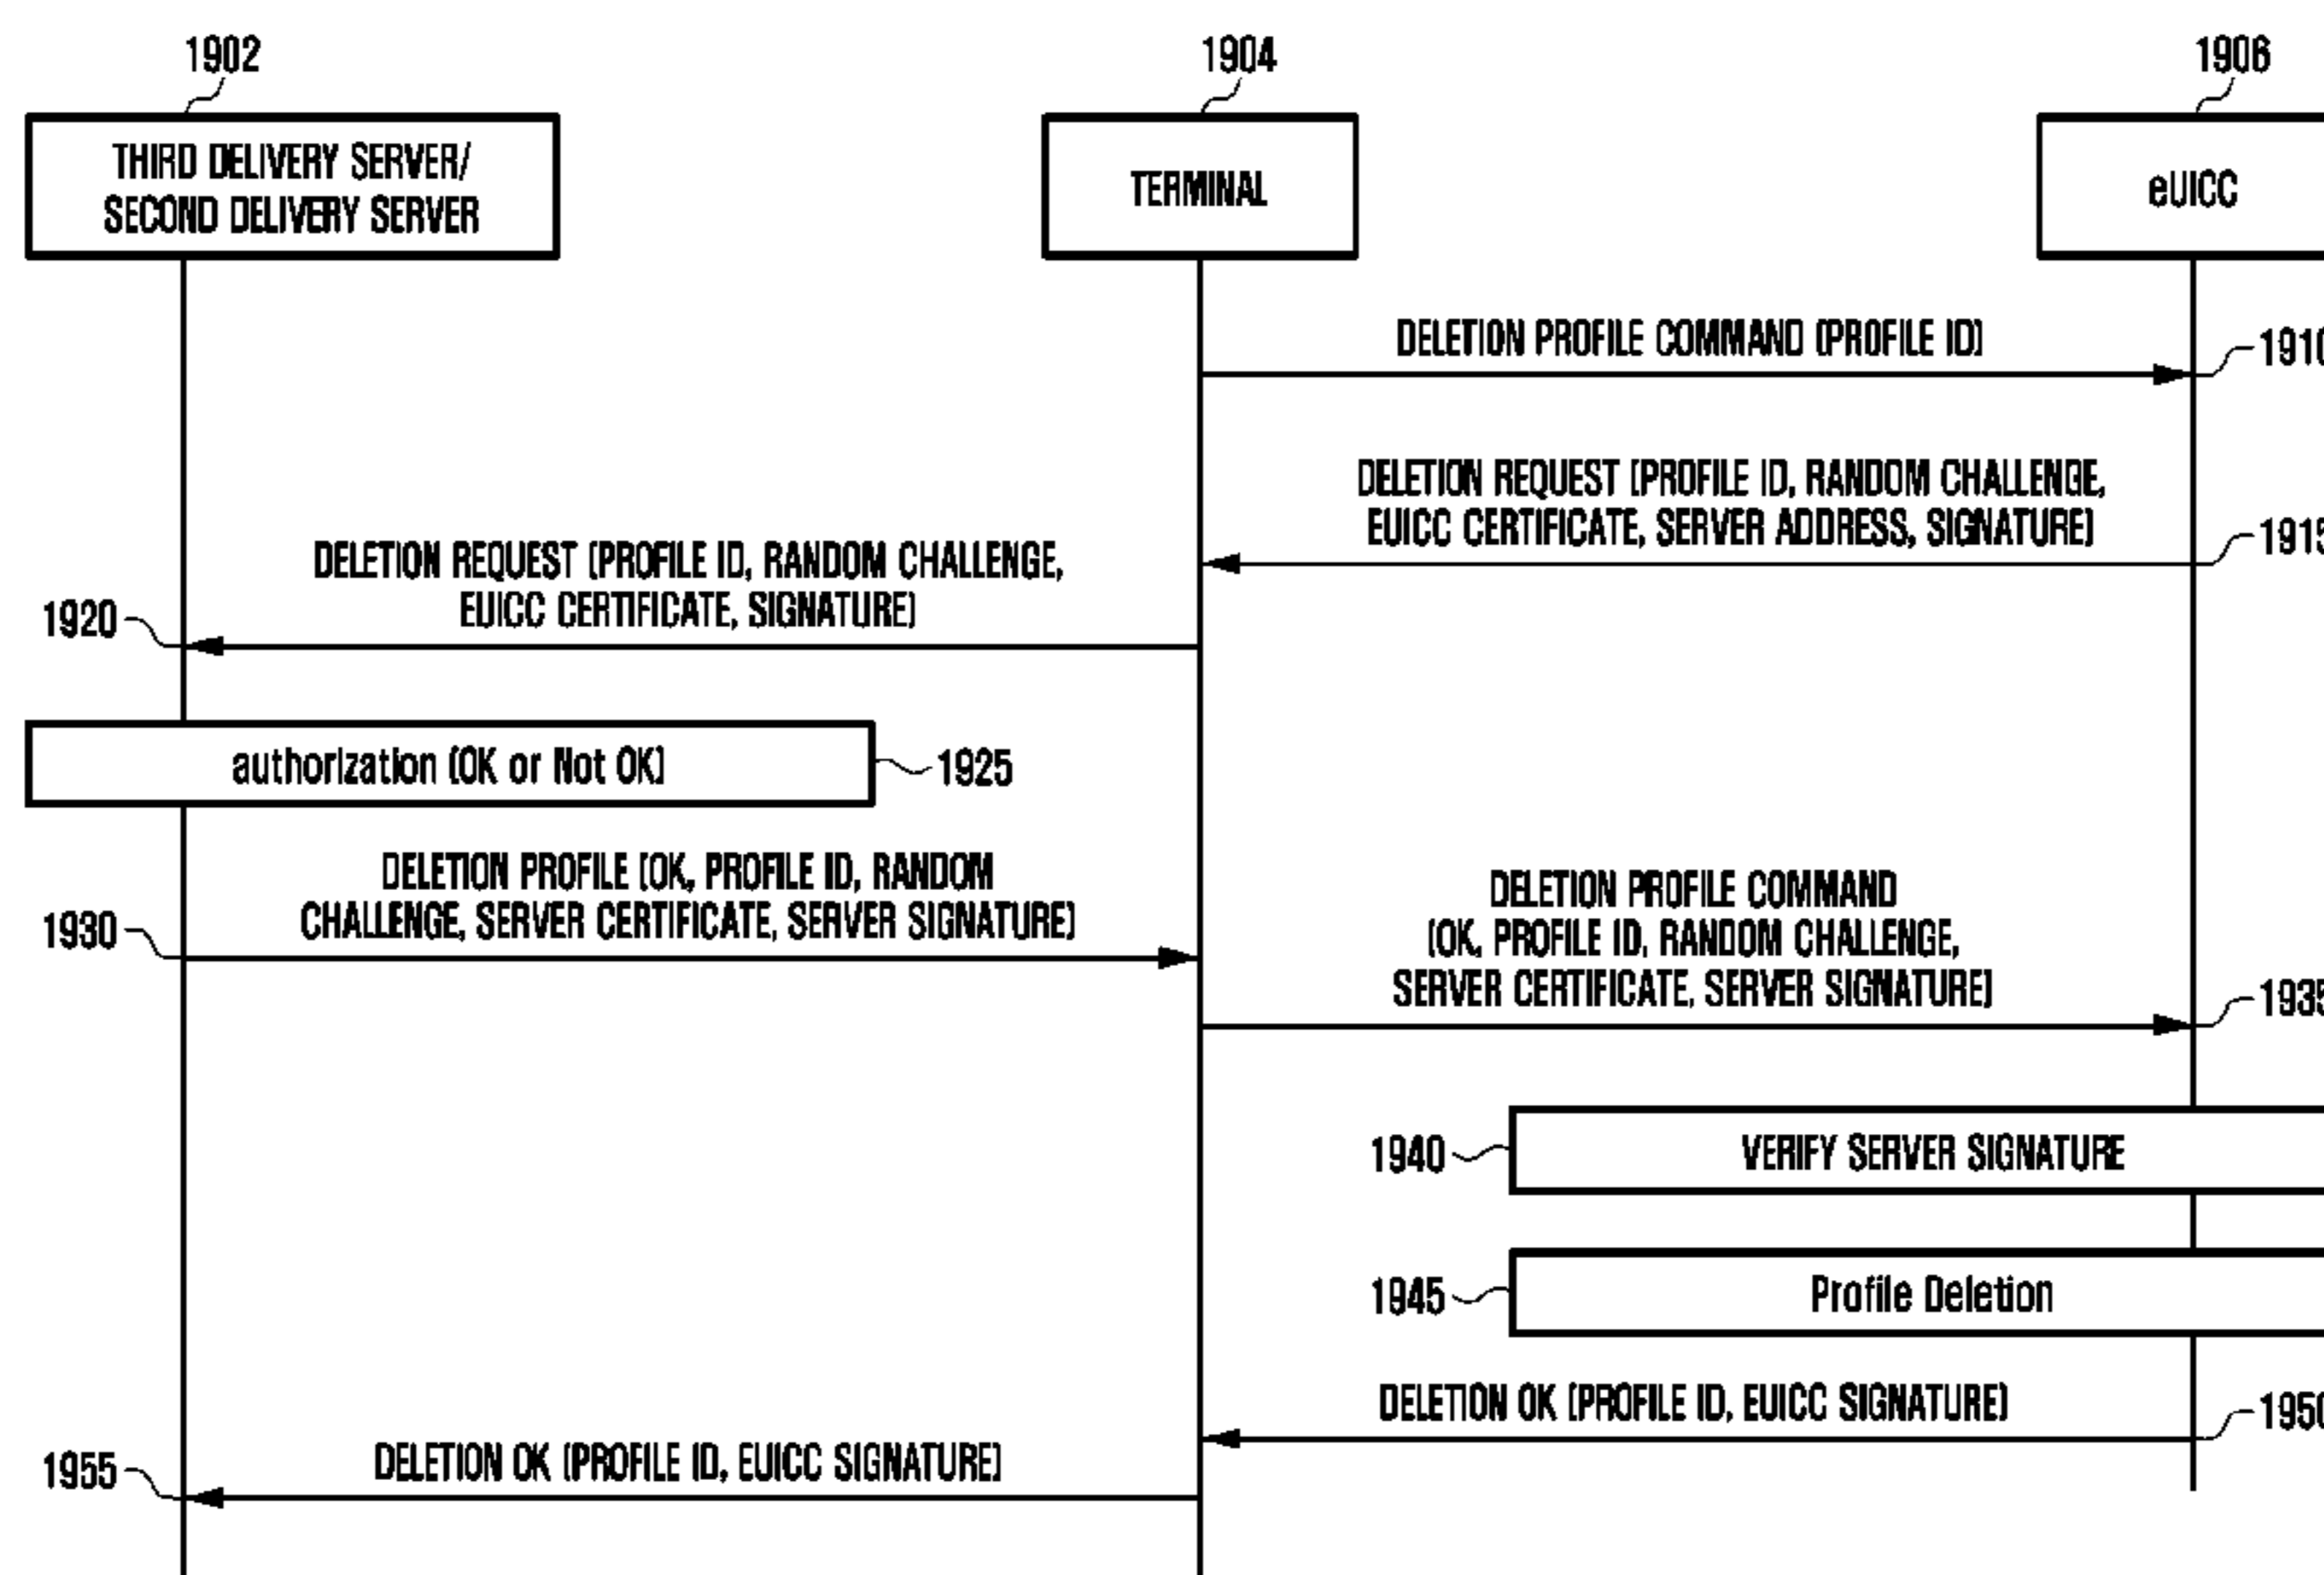 1902
1904
1906
THIRD DELIVERY SERVER/
SECOND DELIVERY SERVER
TERMINAL
eUICC
DELETION PROFILE COMMAND (PROFILE ID)
1910
DELETION REQUEST (PROFILE ID, RANDOM CHALLENGE,
EUICC CERTIFICATE, SERVER ADDRESS, SIGNATURE)
1915
DELETION REQUEST (PROFILE ID, RANDOM CHALLENGE,
EUICC CERTIFICATE, SIGNATURE)
1920
authorization (OK or Not OK)
1925
DELETION PROFILE (OK, PROFILE ID, RANDOM
CHALLENGE, SERVER CERTIFICATE, SERVER SIGNATURE)
1930
DELETION PROFILE COMMAND
(OK, PROFILE ID, RANDOM CHALLENGE,
SERVER CERTIFICATE, SERVER SIGNATURE)
1935
1940
VERIFY SERVER SIGNATURE
1945
Profile Deletion
DELETION OK (PROFILE ID, EUICC SIGNATURE)
1950
DELETION OK (PROFILE ID, EUICC SIGNATURE)
1955